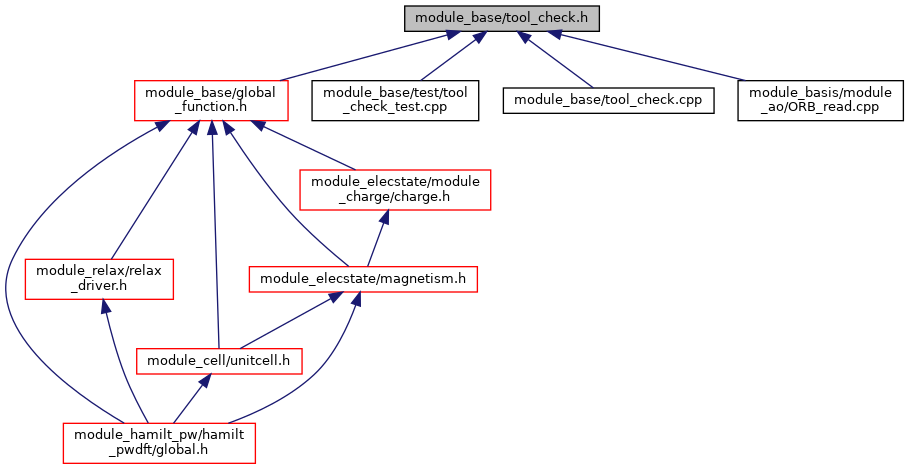 module_base/tool_check.h
module_base/global
_function.h
module_base/test/tool
_check_test.cpp
module_base/tool_check.cpp
module_basis/module
_ao/ORB_read.cpp
module_elecstate/module
_charge/charge.h
module_relax/relax
_driver.h
module_elecstate/magnetism.h
module_cell/unitcell.h
module_hamilt_pw/hamilt
_pwdft/global.h